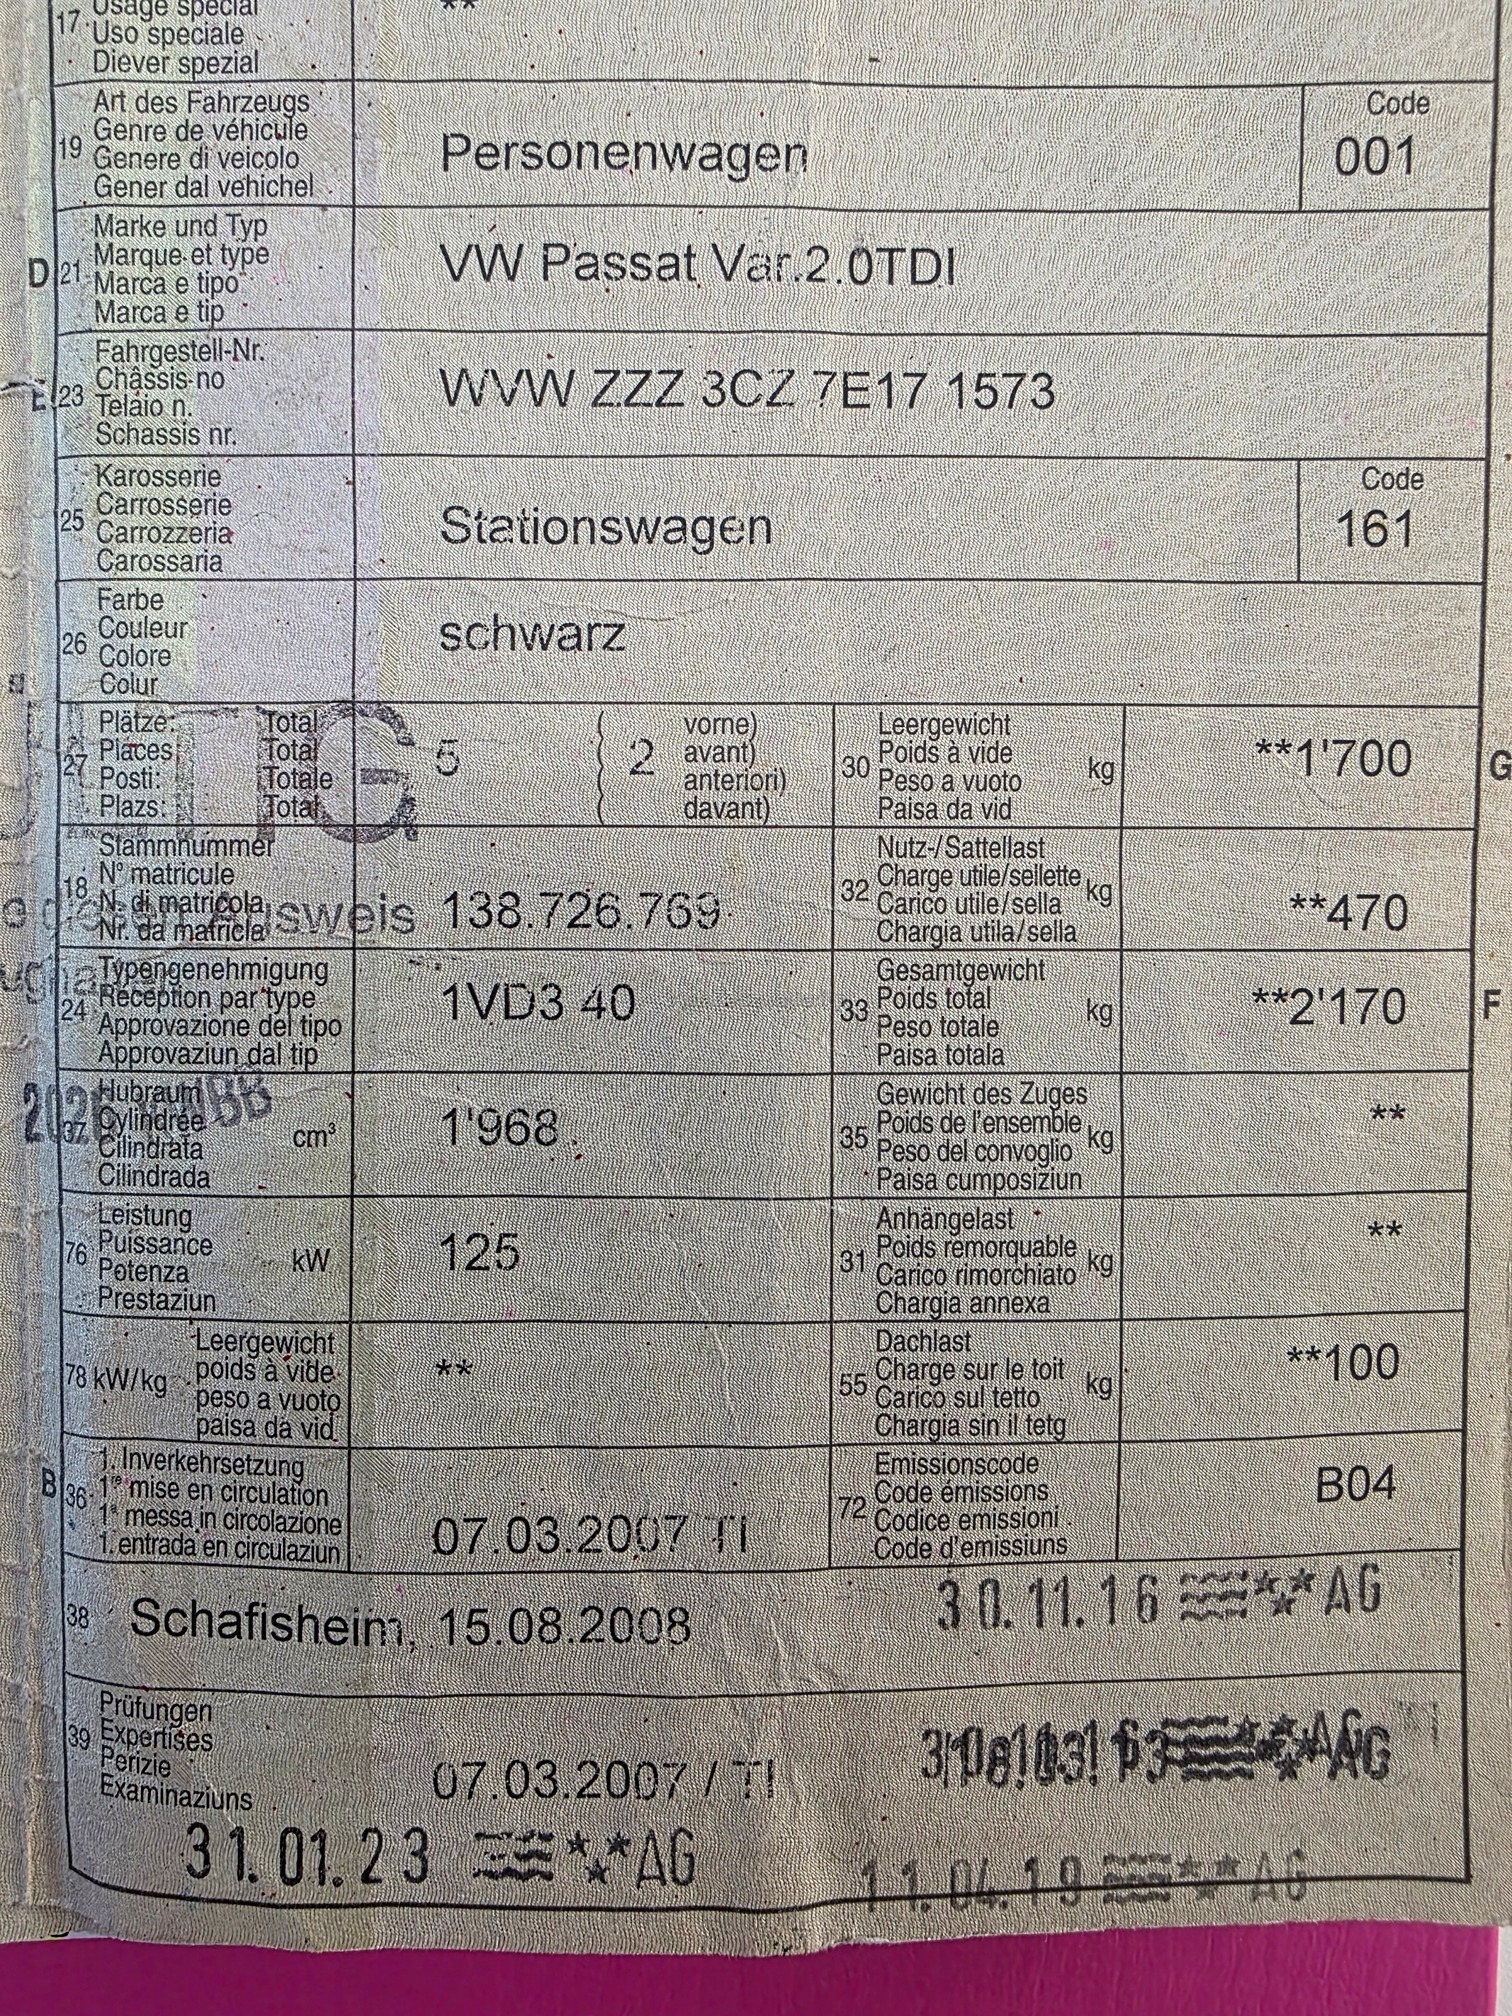 17 Usage spécial **
Uso speciale
Diever spezial
Art des Fahrzeugs Code
19 Genre de véhicule Personenwagen 001
Genere di veicolo
Gener dal vehichel
Marke und Typ
D 21 Marque et type VW Passat Var.2.0TDI
Marca e tipo
Marca e tip
Fahrgestell-Nr.
E 23 Châssis no WVW ZZZ 3CZ 7E17 1573
Telaio n.
Schassis nr.
Karosserie Code
25 Carrosserie Stationswagen 161
Carrozzeria
Carossaria
Farbe
26 Couleur schwarz
Colore
Colur
Plätze: Total vorne) Leergewicht
27 Places: Total 5 ( 2 avant) 30 Poids à vide kg **1'700 G
Posti: Totale anteriori) Peso a vuoto
Plazs: Total davant) Paisa da vid
Stammnummer Nutz-/Sattellast
18 N° matricule 138.726.769 32 Charge utile/sellette kg **470
N. di matricola Carico utile/sella
Nr. da matricla Chargia utila/sella
Ausweis
Typengenehmigung Gesamtgewicht
24 Réception par type 1VD3 40 33 Poids total kg **2'170 F
Approvazione del tipo Peso totale
Approvaziun dal tip Paisa totala
Hubraum Gewicht des Zuges
37 Cylindrée cm³ 1'968 35 Poids de l'ensemble kg **
Cilindrata Peso del convoglio
Cilindrada Paisa cumposiziun
Leistung Anhängelast
76 Puissance kW 125 31 Poids remorquable kg **
Potenza Carico rimorchiato
Prestaziun Chargia annexa
Leergewicht Dachlast
78 kW/kg poids à vide ** 55 Charge sur le toit kg **100
peso a vuoto Carico sul tetto
paisa da vid Chargia sin il tetg
1. Inverkehrsetzung Emissionscode
B 36 1re mise en circulation 07.03.2007 TI 72 Code émissions B04
1a messa in circolazione Codice emissioni
1. entrada en circulaziun Code d'emissiuns
38 Schafisheim, 15.08.2008 30.11.16 AG
Prüfungen
39 Expertises 07.03.2007 / TI AG
Perizie
Examinaziuns
31.01.23 AG 11.04.19 AG